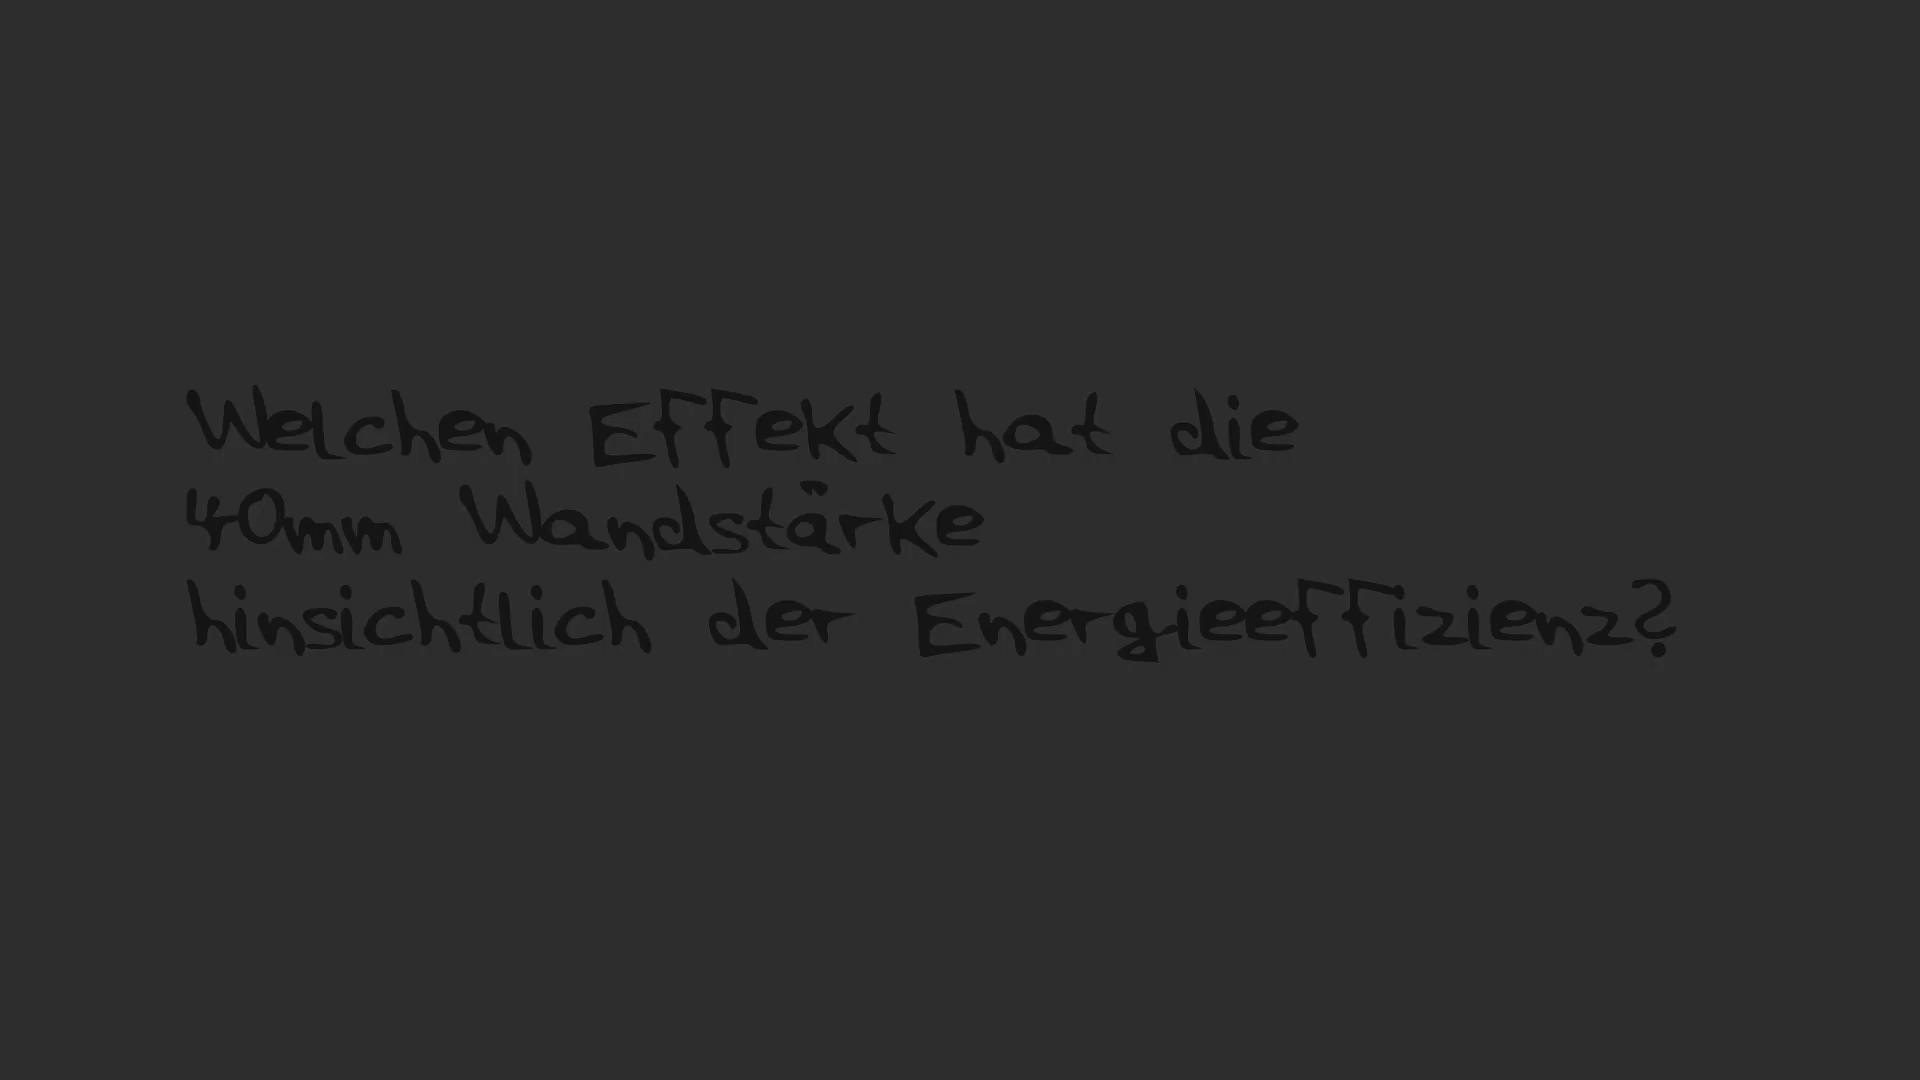 Welchen Effekt hat die
40mm Wandstärke
hinsichtlich der Energieeffizienz?